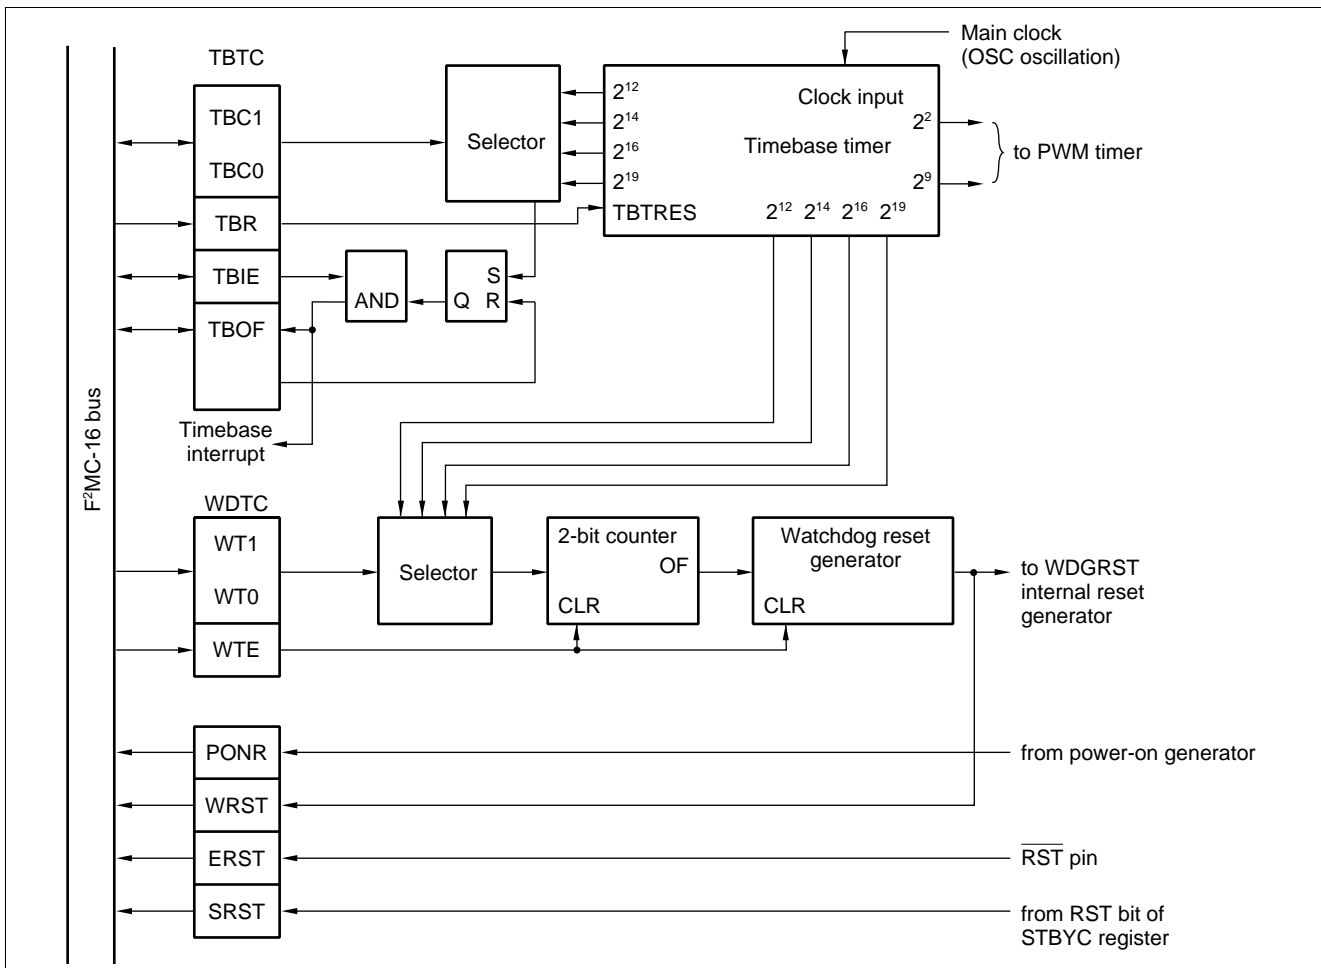 Main clock
(OSC oscillation)
TBTC
TBC1
TBC0
TBR
TBIE
TBOF
Selector
2¹²
2¹⁴
2¹⁶
2¹⁹
TBTRES
Clock input
Timebase timer
2²
2⁹
2¹² 2¹⁴ 2¹⁶ 2¹⁹
to PWM timer
AND
S
Q R
Timebase
interrupt
F²MC-16 bus
WDTC
WT1
WT0
WTE
Selector
2-bit counter
OF
CLR
Watchdog reset
generator
CLR
to WDGRST
internal reset
generator
PONR
from power-on generator
WRST
ERST
R̅S̅T̅ pin
SRST
from RST bit of
STBYC register